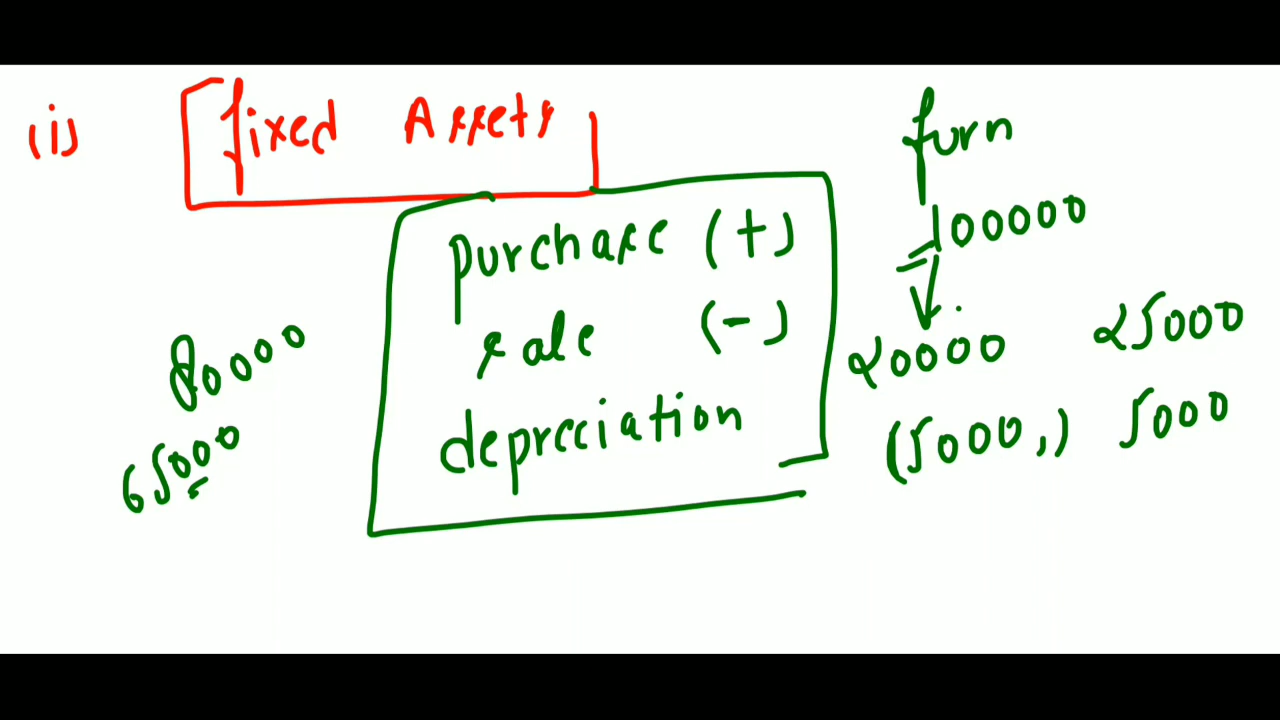 (i)
fixed Assets
furn
purchase (+)
100000
sale (-)
80000
20000
25000
depreciation
(5000,)
5000
65000